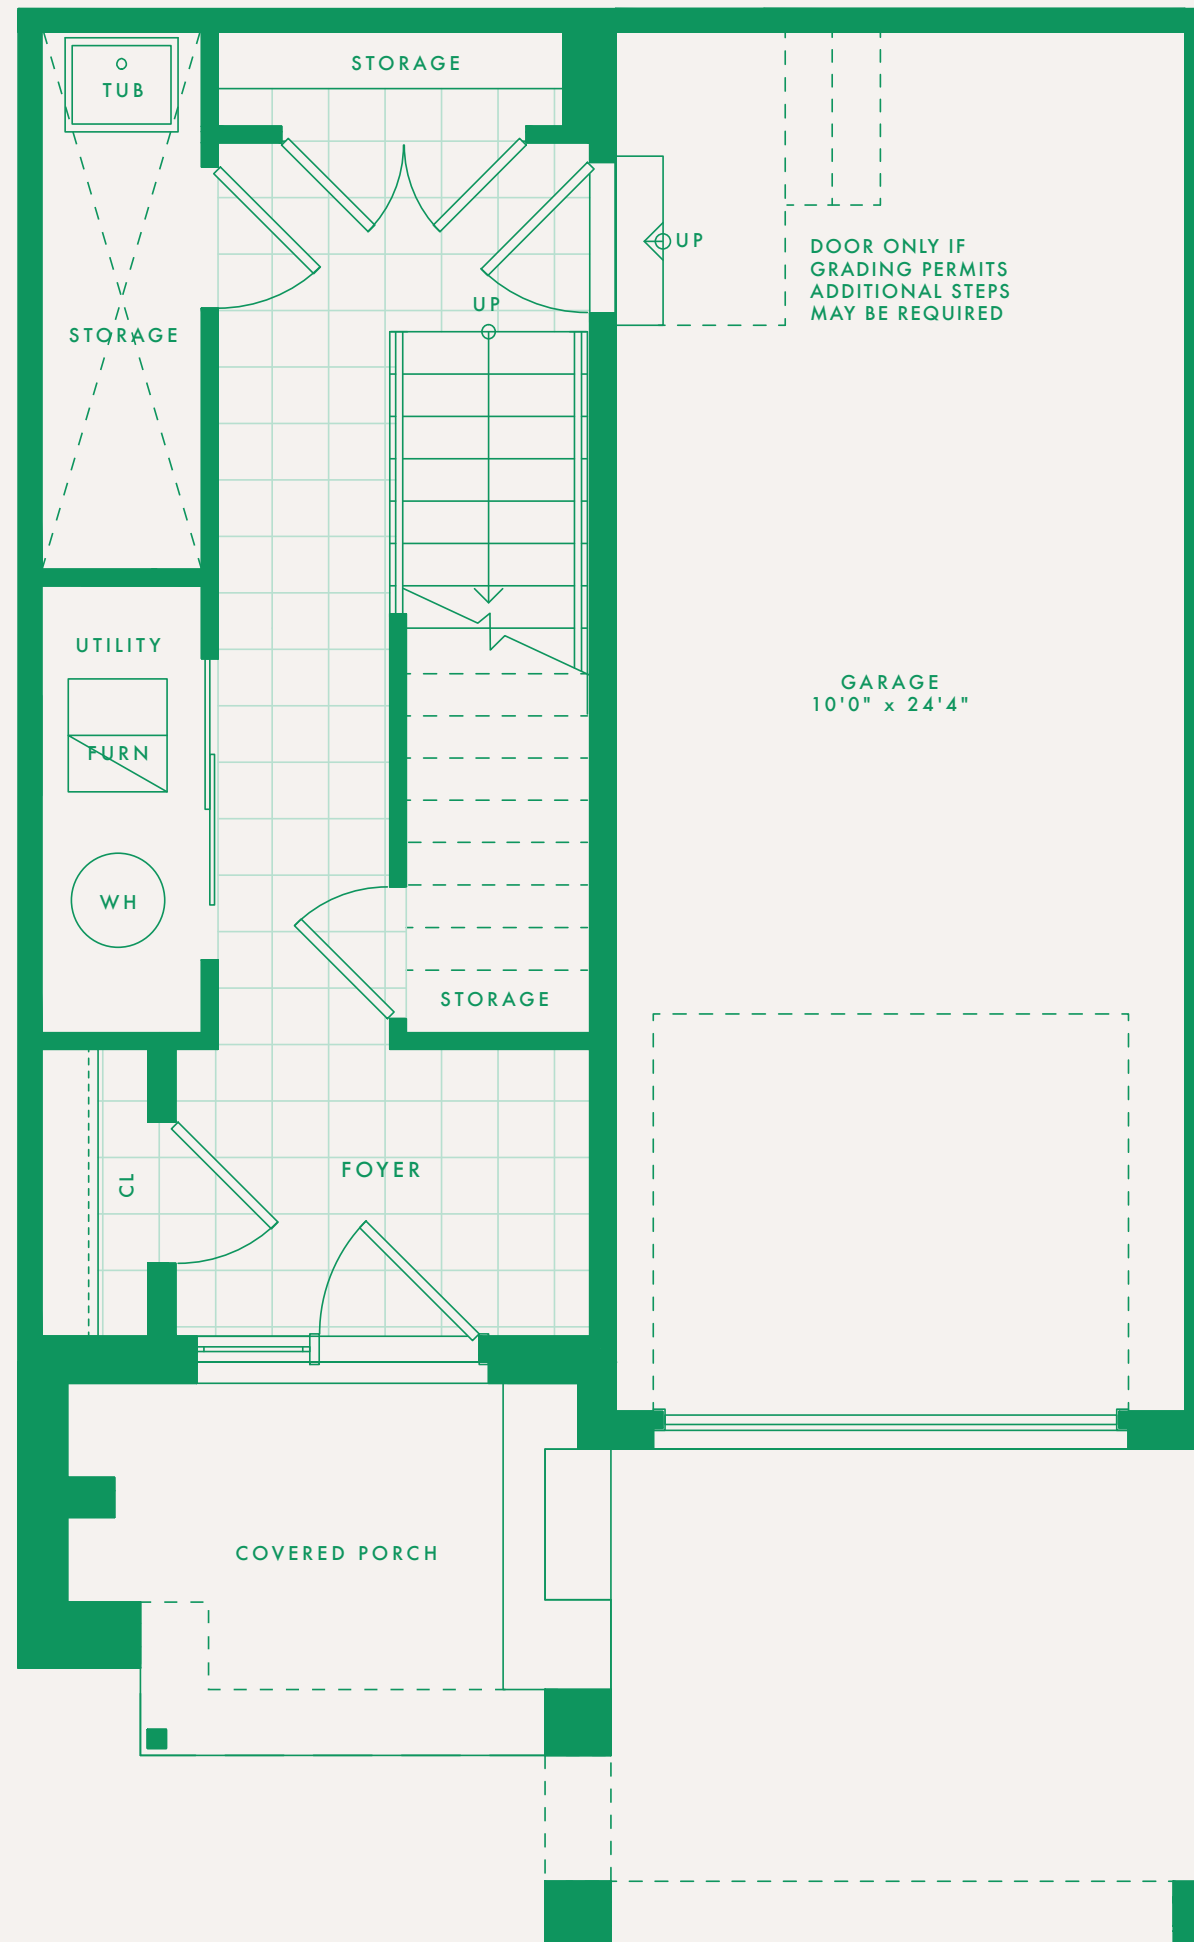 STORAGE
TUB
UP
DOOR ONLY IF
GRADING PERMITS
ADDITIONAL STEPS
MAY BE REQUIRED
UP
STORAGE
UTILITY
GARAGE
10'0" x 24'4"
FURN
WH
STORAGE
FOYER
CL
COVERED PORCH